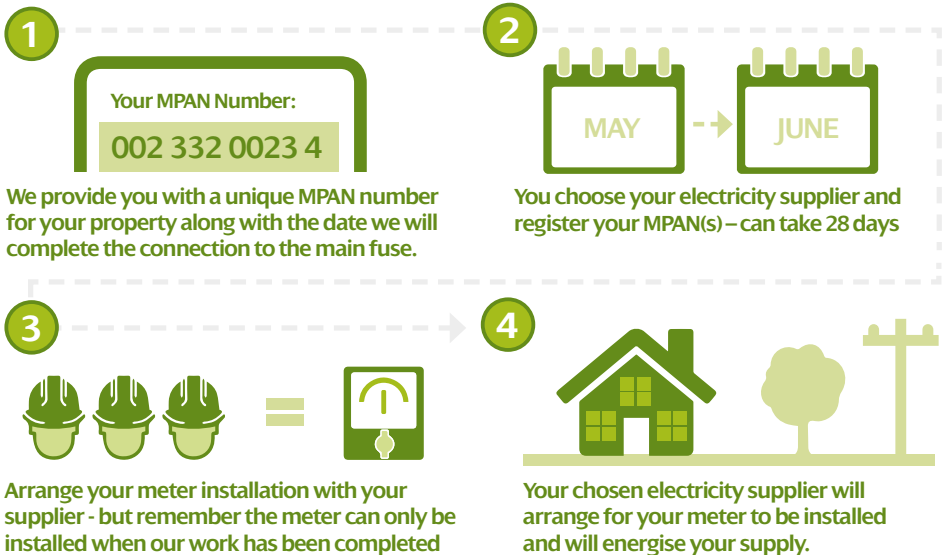 1
Your MPAN Number:
002 332 0023 4
We provide you with a unique MPAN number
for your property along with the date we will
complete the connection to the main fuse.
2
MAY
JUNE
You choose your electricity supplier and
register your MPAN(s) – can take 28 days
3
Arrange your meter installation with your
supplier - but remember the meter can only be
installed when our work has been completed
4
Your chosen electricity supplier will
arrange for your meter to be installed
and will energise your supply.